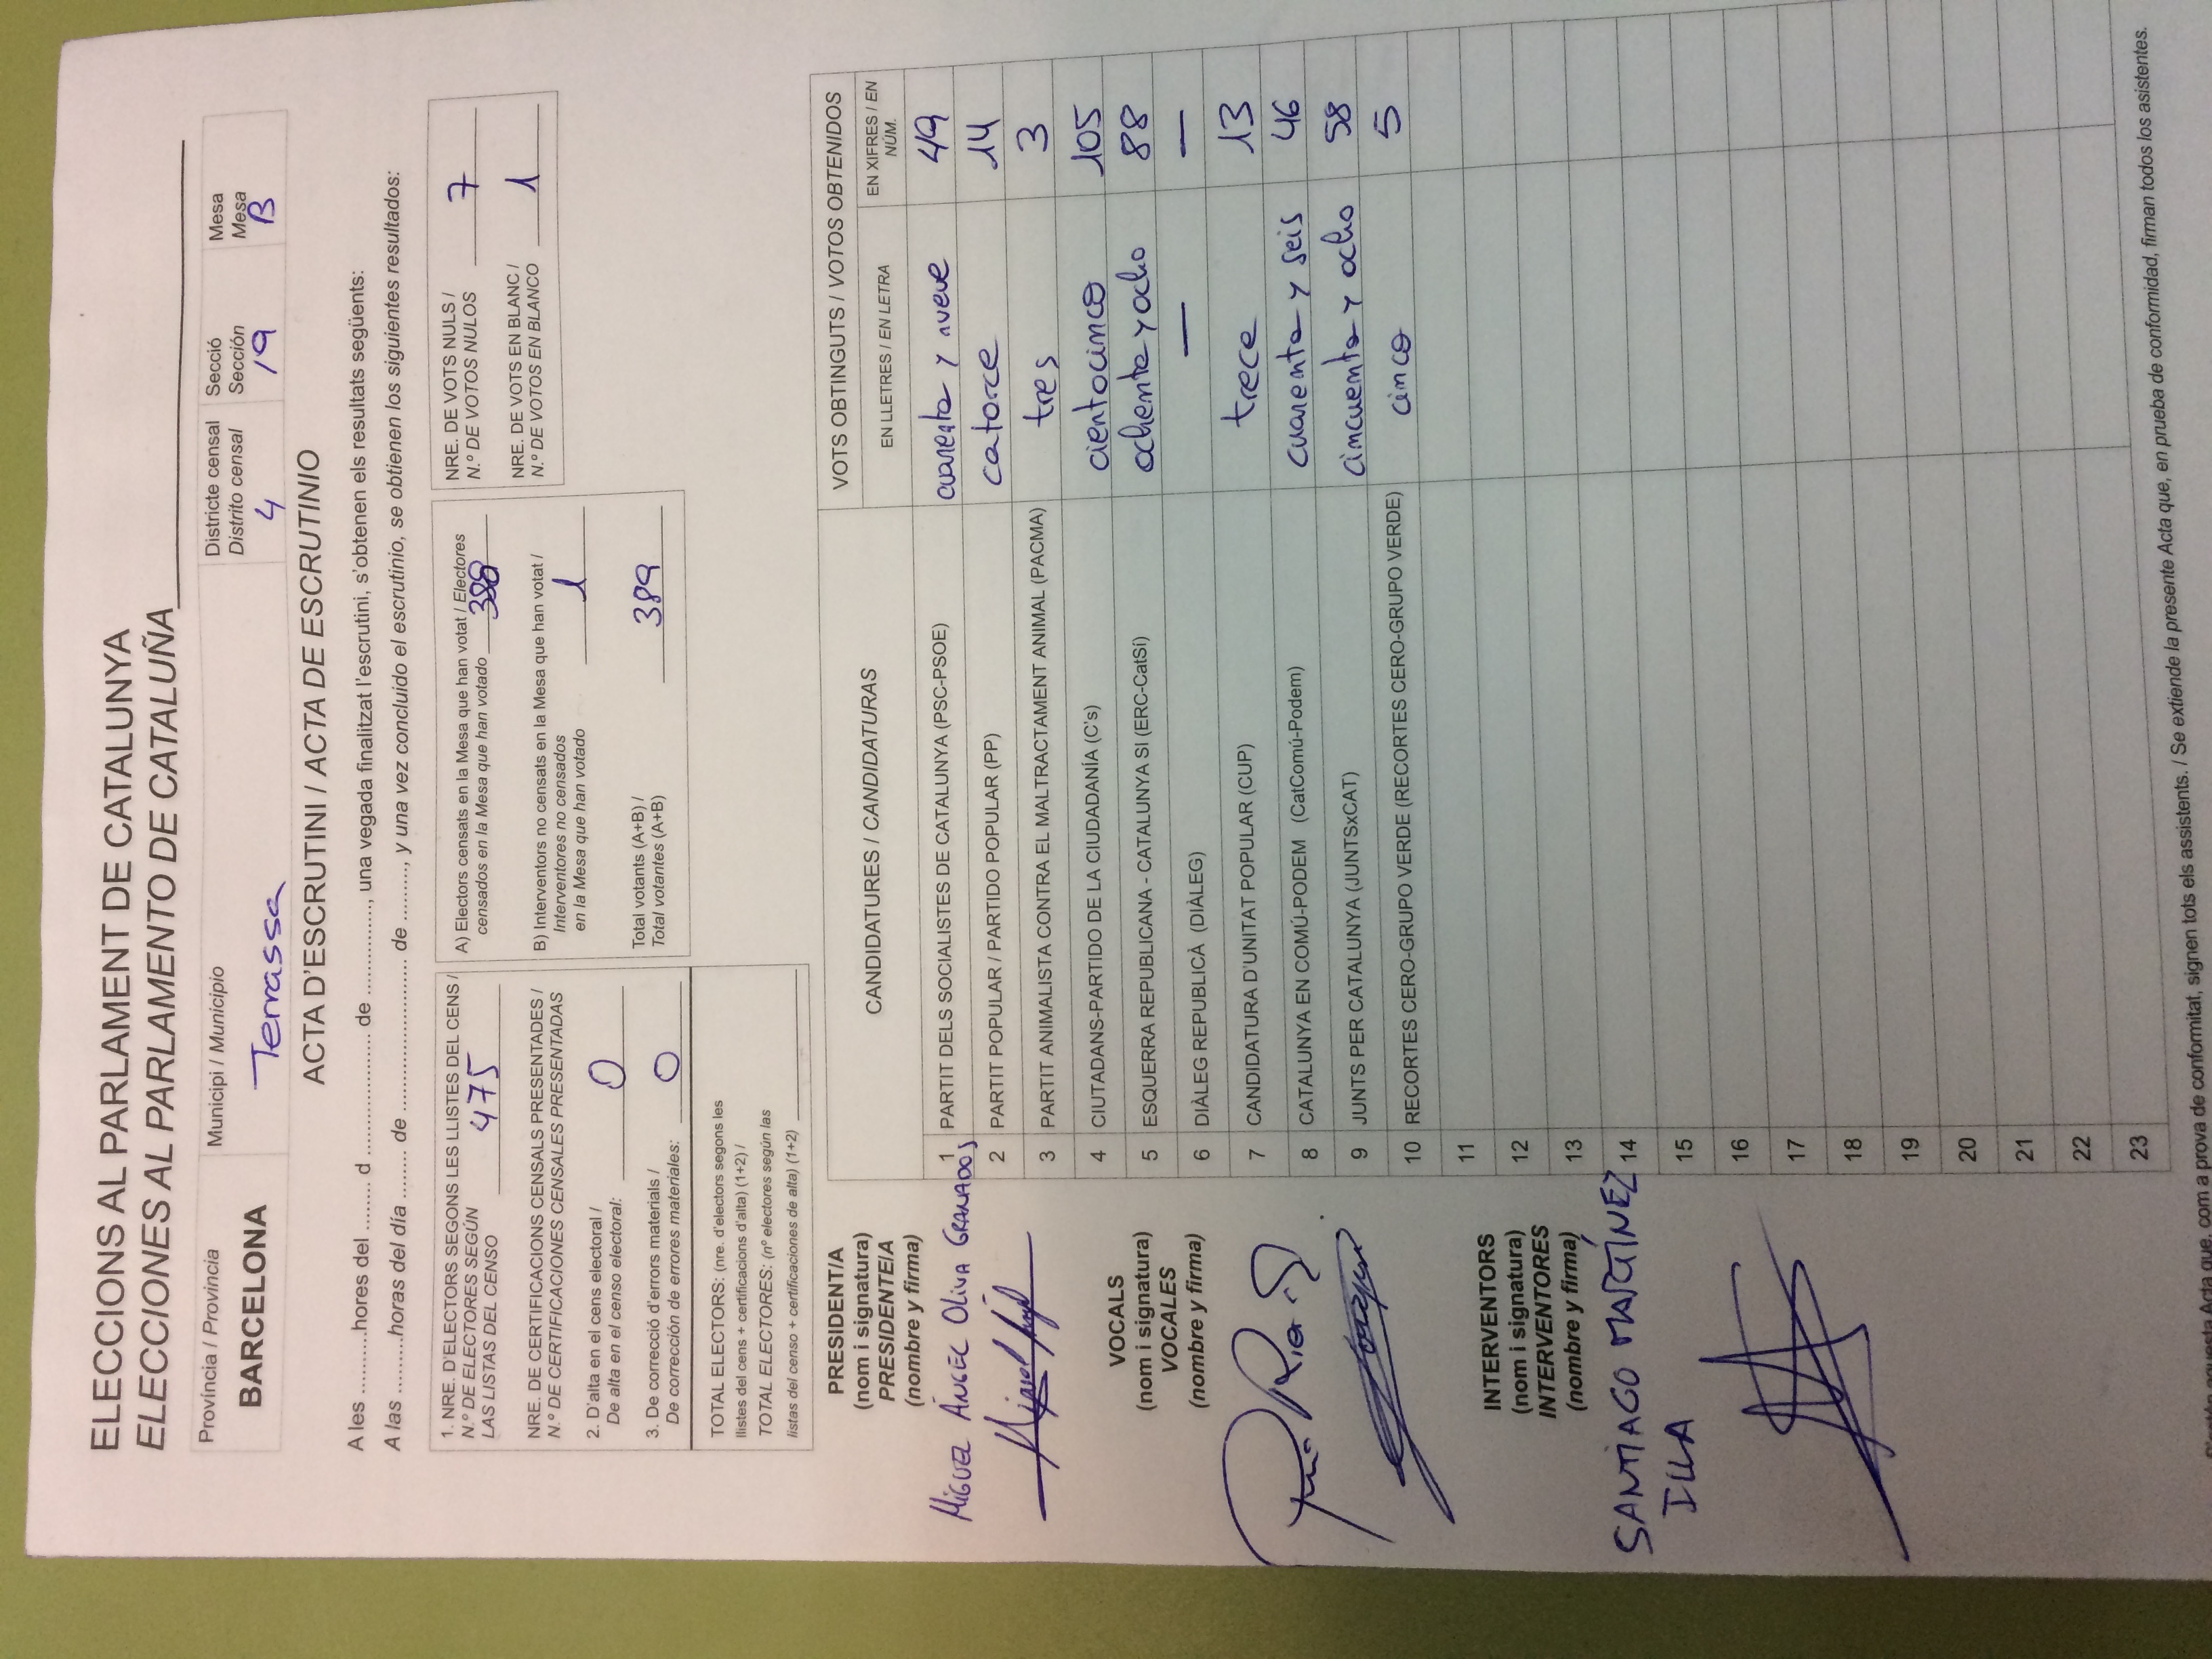 ELECCIONS AL PARLAMENT DE CATALUNYA
ELECCIONES AL PARLAMENTO DE CATALUÑA
Província / Provincia
BARCELONA
Municipi / Municipio
Terrassa
Districte censal
Distrito censal
4
Secció
Sección
19
Mesa
Mesa
B
ACTA D'ESCRUTINI / ACTA DE ESCRUTINIO
A les ..........hores del ........ d ...................... de ..............., una vegada finalitzat l'escrutini, s'obtenen els resultats següents:
A las ..........horas del día ........ de ...................... de ........., y una vez concluido el escrutinio, se obtienen los siguientes resultados:
1. NRE. D'ELECTORS SEGONS LES LLISTES DEL CENS /
N.º DE ELECTORES SEGÚN
LAS LISTAS DEL CENSO 475
NRE. DE CERTIFICACIONS CENSALS PRESENTADES /
N.º DE CERTIFICACIONES CENSALES PRESENTADAS
2. D'alta en el cens electoral /
De alta en el censo electoral: 0
3. De correcció d'errors materials /
De corrección de errores materiales: 0
TOTAL ELECTORS: (nre. d'electors segons les
llistes del cens + certificacions d'alta) (1+2) /
TOTAL ELECTORES: (nº electores según las
listas del censo + certificaciones de alta) (1+2)
A) Electors censats en la Mesa que han votat / Electores
censados en la Mesa que han votado 388
B) Interventors no censats en la Mesa que han votat /
Interventores no censados
en la Mesa que han votado 1
Total votants (A+B) /
Total votantes (A+B) 389
NRE. DE VOTS NULS /
N.º DE VOTOS NULOS 7
NRE. DE VOTS EN BLANC /
N.º DE VOTOS EN BLANCO 1
CANDIDATURES / CANDIDATURAS
VOTS OBTINGUTS / VOTOS OBTENIDOS
EN LLETRES / EN LETRA
EN XIFRES / EN
NÚM.
1 PARTIT DELS SOCIALISTES DE CATALUNYA (PSC-PSOE) cuarenta y nueve 49
2 PARTIT POPULAR / PARTIDO POPULAR (PP) catorce 14
3 PARTIT ANIMALISTA CONTRA EL MALTRACTAMENT ANIMAL (PACMA) tres 3
4 CIUTADANS-PARTIDO DE LA CIUDADANÍA (C's) cientocinco 105
5 ESQUERRA REPUBLICANA - CATALUNYA SI (ERC-CatSí) ochenta y ocho 88
6 DIÀLEG REPUBLICÀ (DIÀLEG) — —
7 CANDIDATURA D'UNITAT POPULAR (CUP) trece 13
8 CATALUNYA EN COMÚ-PODEM (CatComú-Podem) cuarenta y seis 46
9 JUNTS PER CATALUNYA (JUNTSxCAT) cincuenta y ocho 58
10 RECORTES CERO-GRUPO VERDE (RECORTES CERO-GRUPO VERDE) cinco 5
11
12
13
14
15
16
17
18
19
20
21
22
23
PRESIDENT/A
(nom i signatura)
PRESIDENTE/A
(nombre y firma)
MIGUEL ÁNGEL OLIVA GRANADOS
VOCALS
(nom i signatura)
VOCALES
(nombre y firma)
INTERVENTORS
(nom i signatura)
INTERVENTORES
(nombre y firma)
SANTIAGO MARTÍNEZ
ILLA
aquesta Acta que, com a prova de conformitat, signen tots els assistents. / Se extiende la presente Acta que, en prueba de conformidad, firman todos los asistentes.